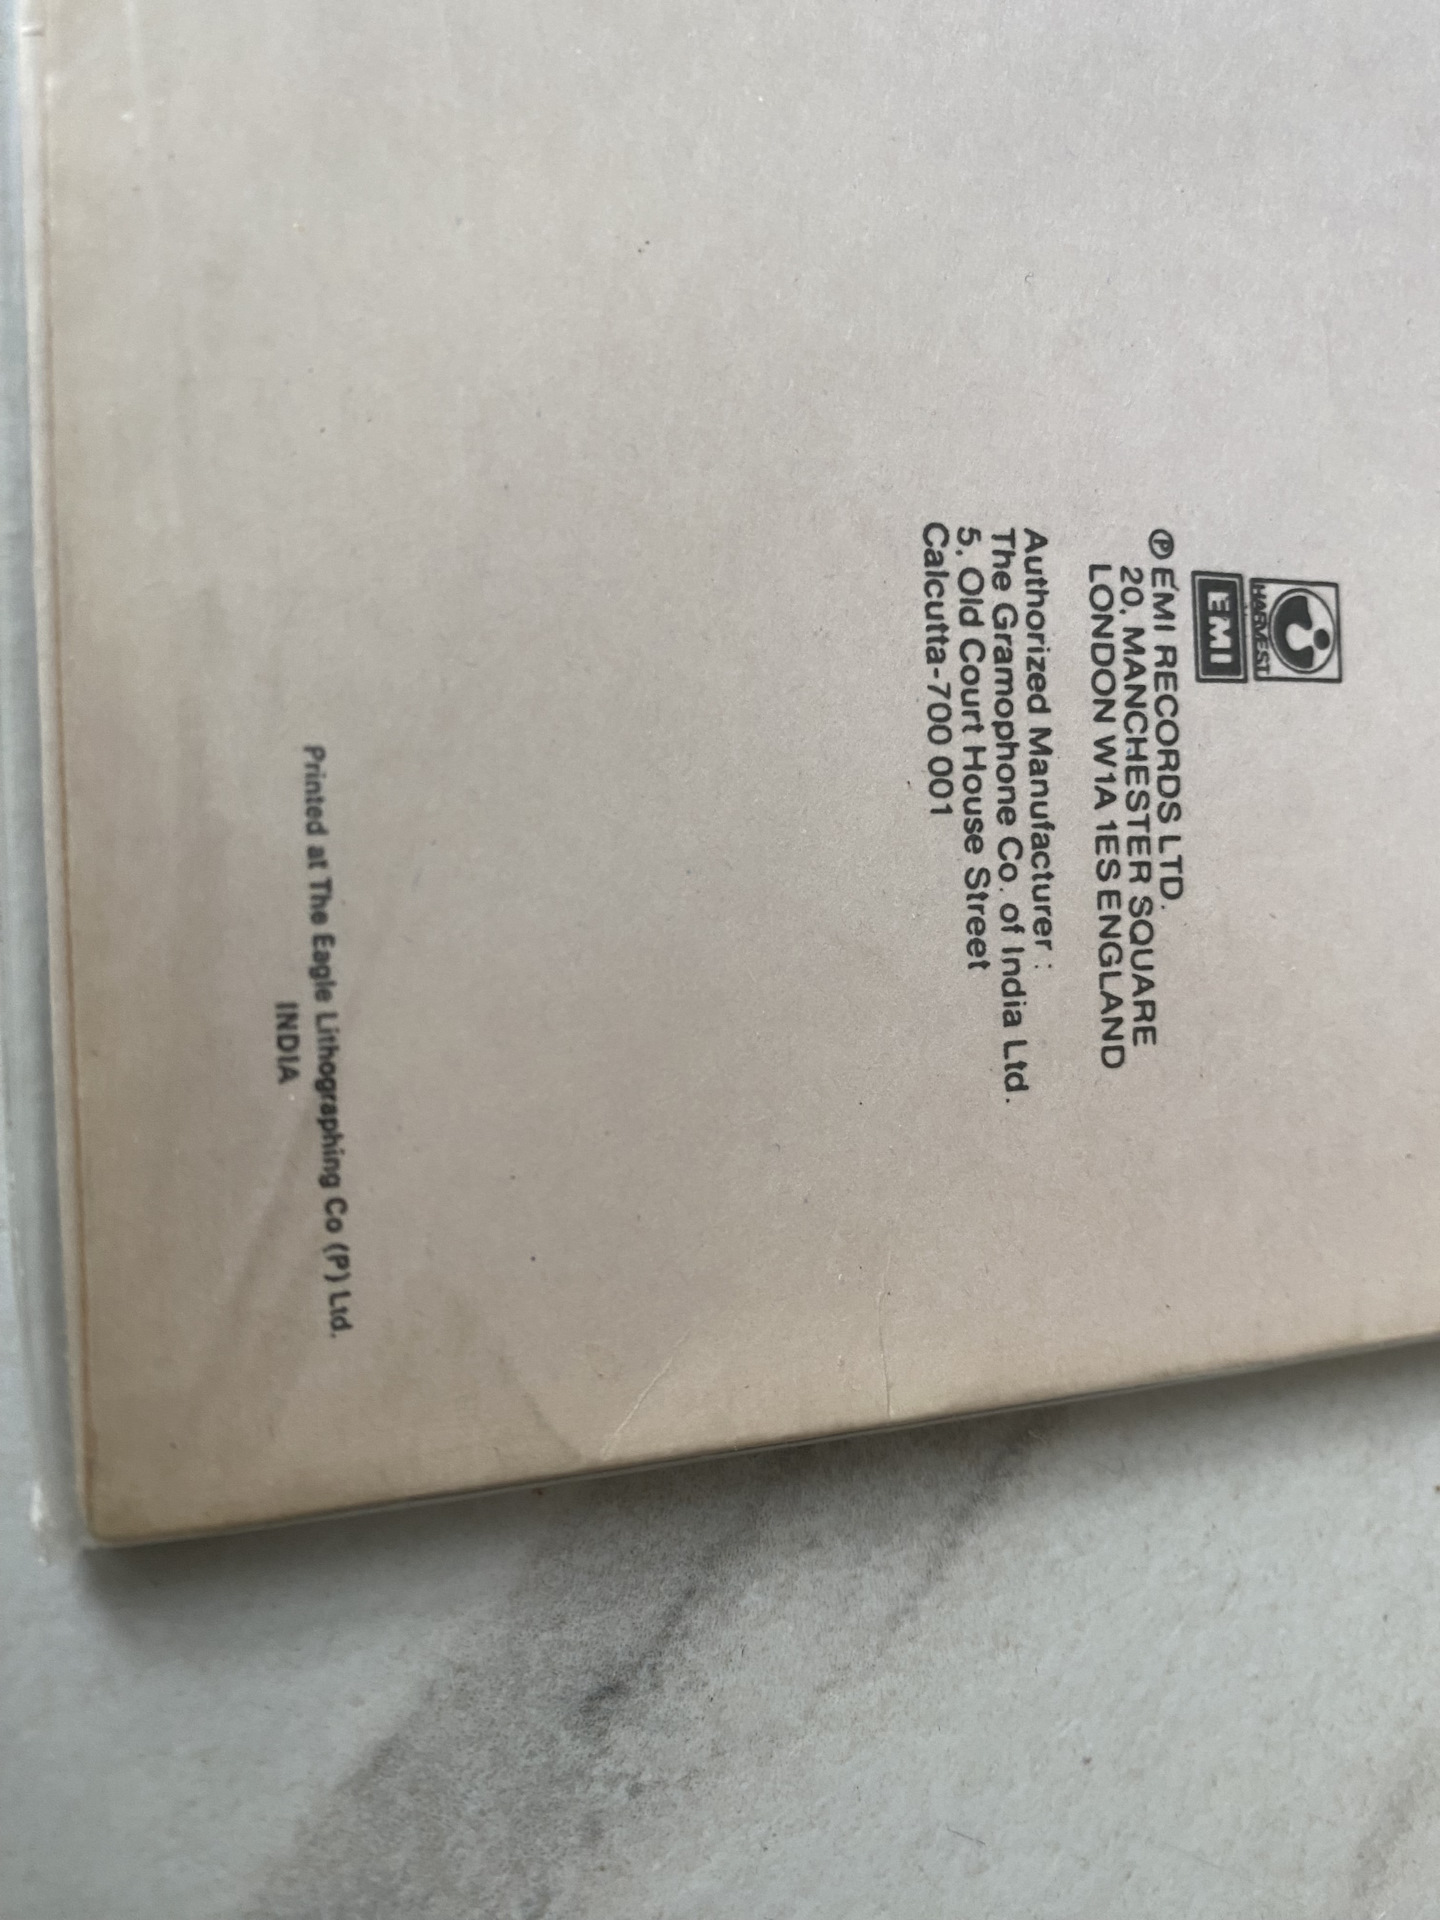 HARVEST
EMI
℗ EMI RECORDS LTD.
20, MANCHESTER SQUARE
LONDON W1A 1ES ENGLAND
Authorized Manufacturer :
The Gramophone Co. of India Ltd.
5, Old Court House Street
Calcutta-700 001
Printed at The Eagle Lithographing Co (P) Ltd.
INDIA